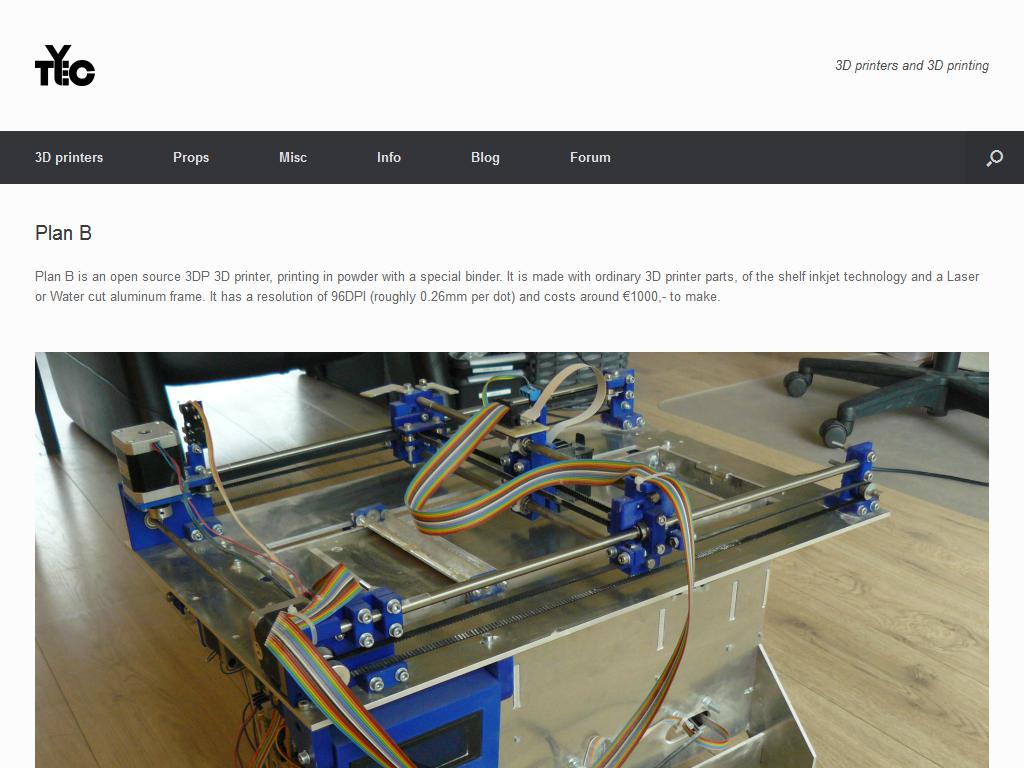 YTEC
3D printers and 3D printing
3D printers Props Misc Info Blog Forum
Plan B
Plan B is an open source 3DP 3D printer, printing in powder with a special binder. It is made with ordinary 3D printer parts, of the shelf inkjet technology and a Laser
or Water cut aluminum frame. It has a resolution of 96DPI (roughly 0.26mm per dot) and costs around €1000,- to make.